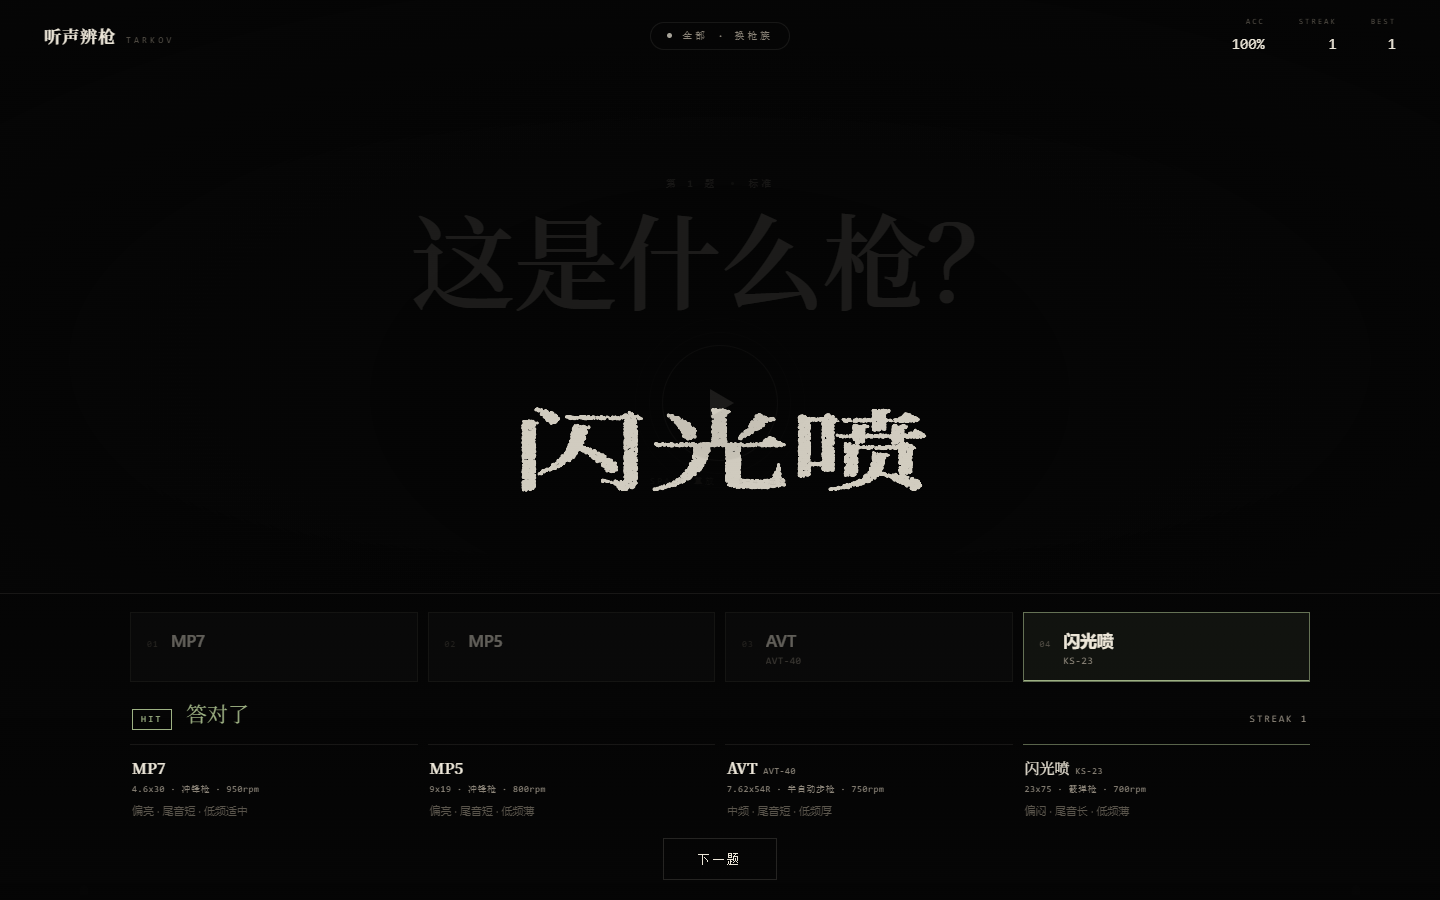 听声辨枪 TARKOV
全部 · 换枪族
ACC STREAK BEST
100% 1 1
第 1 题 · 标准
这是什么枪?
闪光喷
01 MP7
02 MP5
03 AVT
AVT-40
04 闪光喷
KS-23
HIT 答对了
STREAK 1
MP7
4.6x30 · 冲锋枪 · 950rpm
偏亮 · 尾音短 · 低频适中
MP5
9x19 · 冲锋枪 · 800rpm
偏亮 · 尾音短 · 低频薄
AVT AVT-40
7.62x54R · 半自动步枪 · 750rpm
中频 · 尾音短 · 低频厚
闪光喷 KS-23
23x75 · 霰弹枪 · 700rpm
偏闷 · 尾音长 · 低频薄
下一题